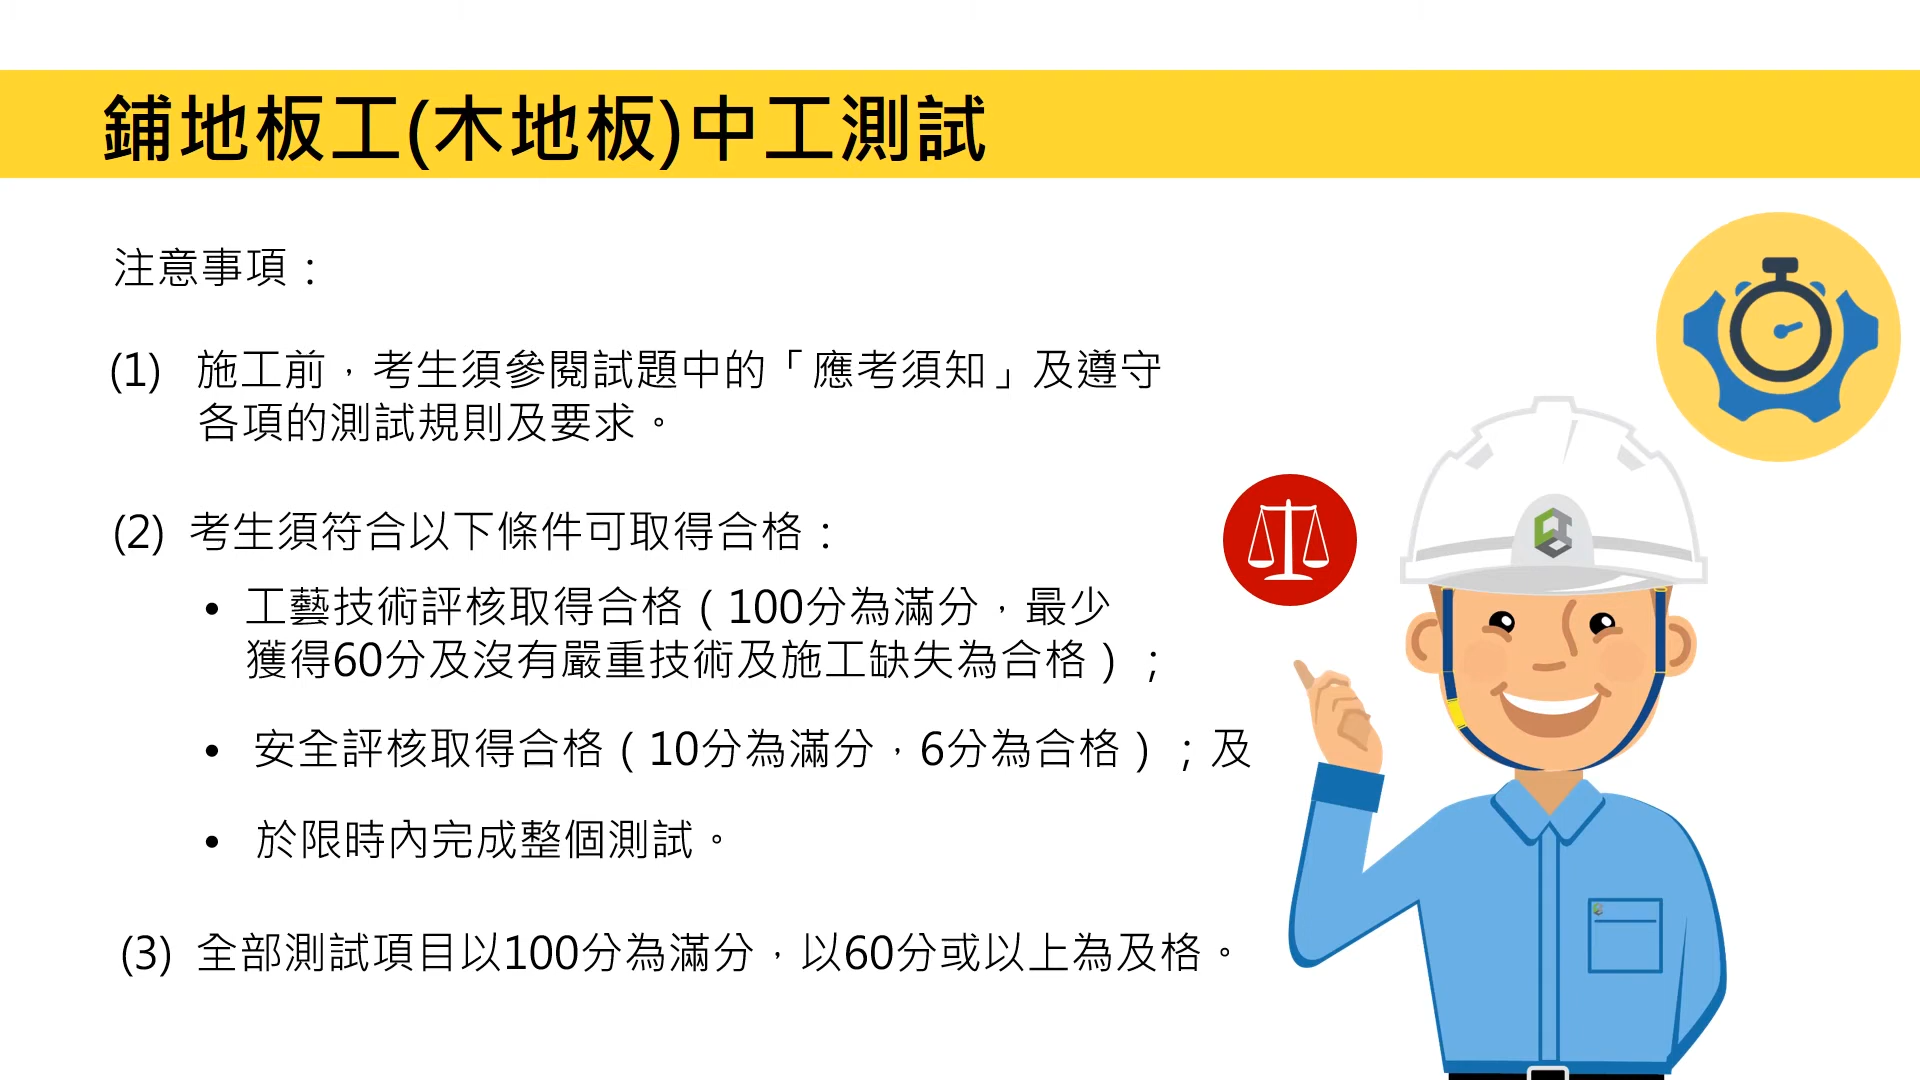 鋪地板工(木地板)中工測試
注意事項：
(1) 施工前，考生須參閱試題中的「應考須知」及遵守
各項的測試規則及要求。
(2) 考生須符合以下條件可取得合格：
• 工藝技術評核取得合格（100分為滿分，最少
獲得60分及沒有嚴重技術及施工缺失為合格）；
• 安全評核取得合格（10分為滿分，6分為合格）；及
• 於限時內完成整個測試。
(3) 全部測試項目以100分為滿分，以60分或以上為及格。